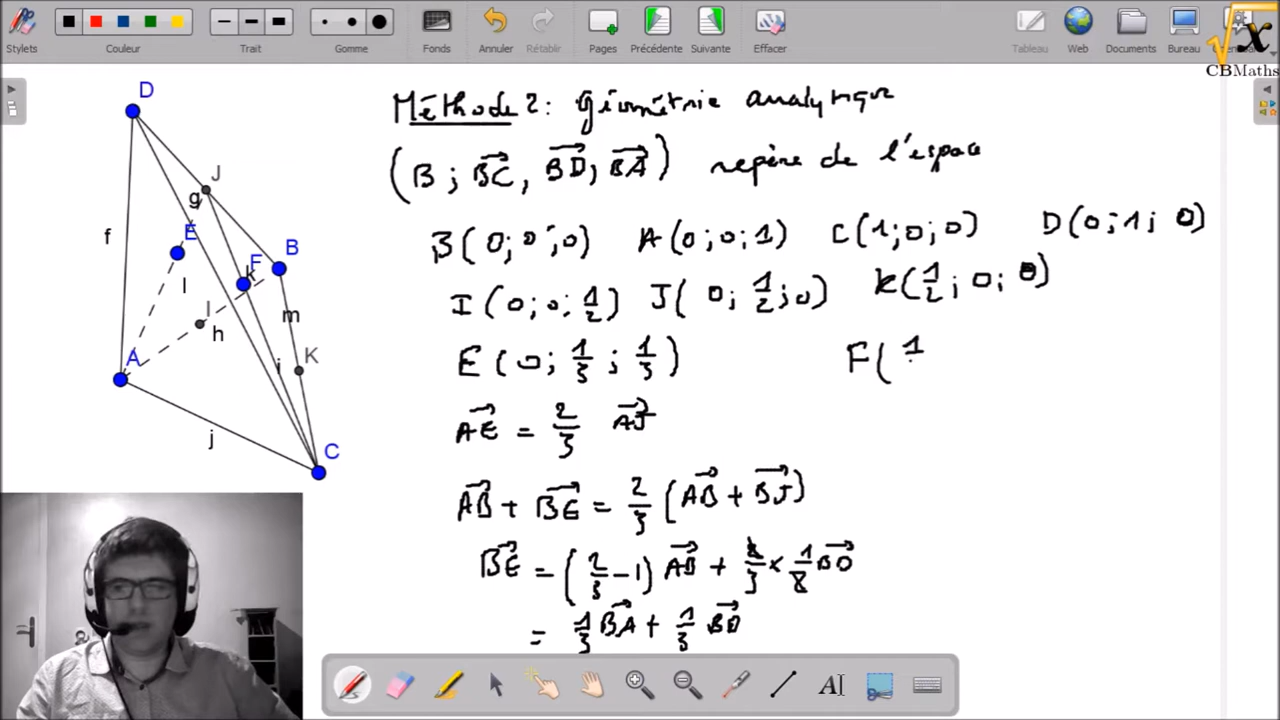 Stylets Couleur Trait Gomme Fonds Annuler Rétablir Pages Précédente Suivante Effacer Tableau Web Documents Bureau
CBMaths
Méthode 2: Géométrie analytique
(B ; BC→, BD→, BA→) repère de l'espace
B(0;0;0) A(0;0;1) C(1;0;0) D(0;1;0)
I(0;0;1/2) J(0;1/2;0) K(1/2;0;0)
E(0;1/3;1/3) F(1
AE→ = 2/3 AJ→
AB→ + BE→ = 2/3 (AB→ + BJ→)
BE→ = (2/3 - 1) AB→ + 2/3 × 1/2 BD→
= 1/3 BA→ + 1/3 BD→
D
J
g
f
E
B
F
k
l
I
m
h
A
K
i
j
C
AI